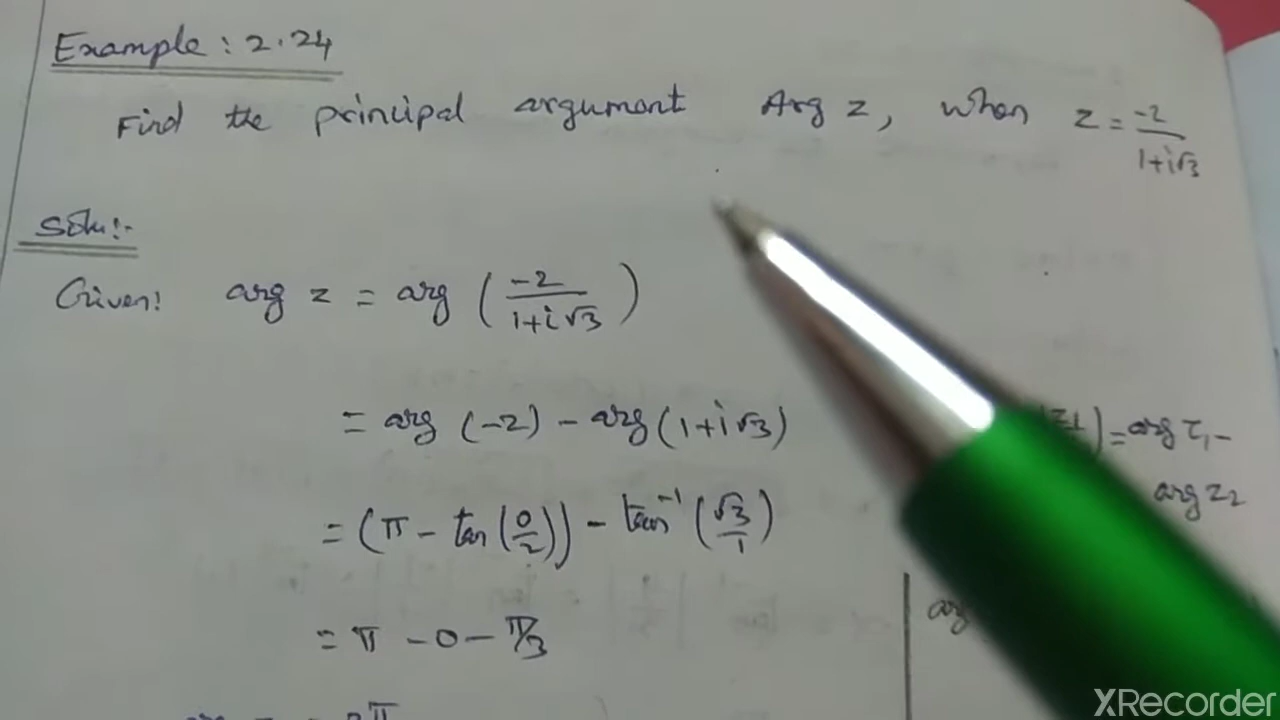 Example : 2.24
Find the principal argument Arg z, when z = -2/1+i√3
Soln:-
Given: arg z = arg (-2/1+i√3)
= arg (-2) - arg (1+i√3)
) = arg z₁ -
arg z₂
= (π - tan (0/2)) - tan⁻¹ (√3/1)
arg
= π - 0 - π/3
2π
XRecorder